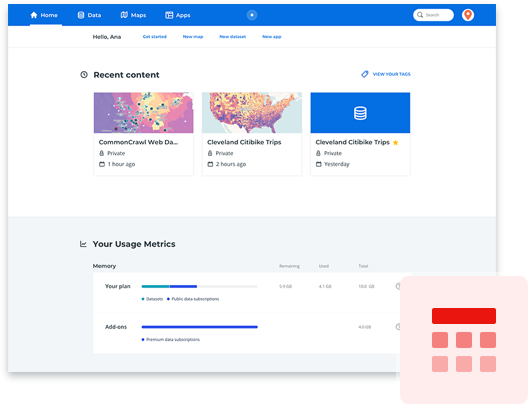 Home Data Maps Apps Search
Hello, Ana Get started New map New dataset New app
Recent content VIEW YOUR TAGS
CommonCrawl Web Da... Cleveland Citibike Trips Cleveland Citibike Trips
Private Private Private
1 hour ago 2 hours ago Yesterday
Your Usage Metrics
Memory Remaining Used Total
Your plan 5.9 GB 4.1 GB 10.0 GB
Datasets Public data subscriptions
Add-ons 4.0 GB
Premium data subscriptions